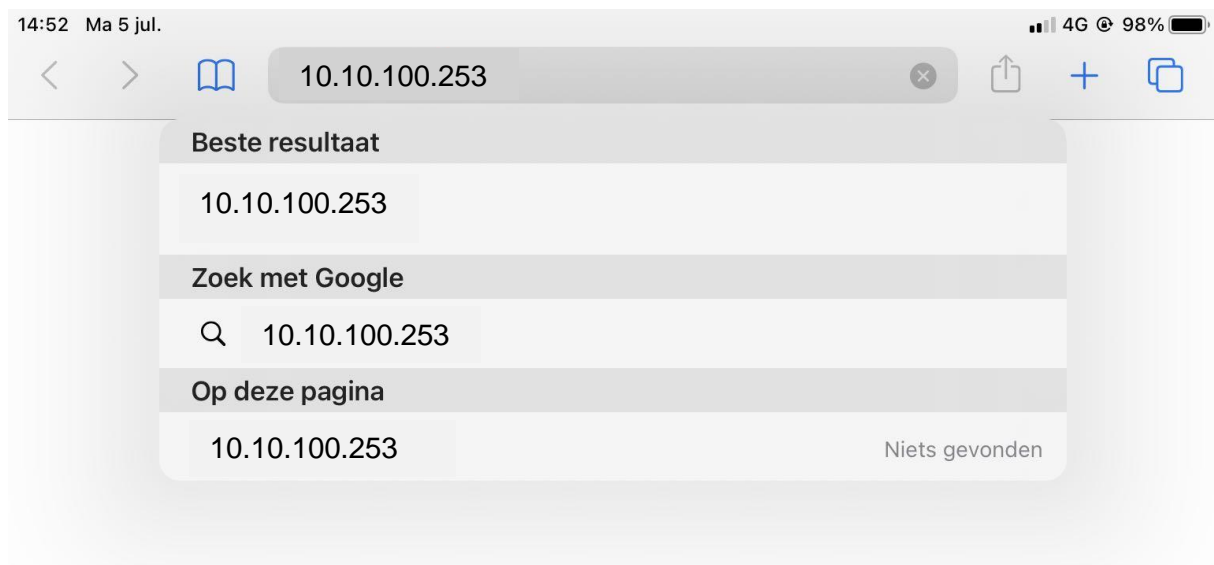 14:52 Ma 5 jul. 4G 98%
10.10.100.253
Beste resultaat
10.10.100.253
Zoek met Google
10.10.100.253
Op deze pagina
10.10.100.253 Niets gevonden